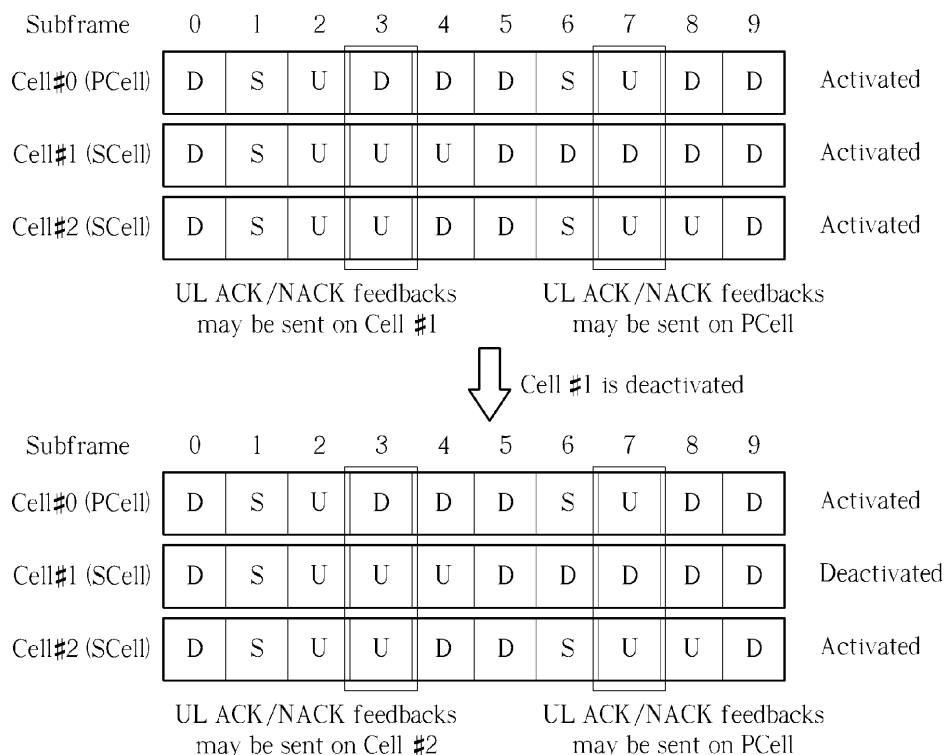 Subframe 0 1 2 3 4 5 6 7 8 9
Cell#0 (PCell) D S U D D D S U D D Activated
Cell#1 (SCell) D S U U U D D D D D Activated
Cell#2 (SCell) D S U U D D S U U D Activated
UL ACK/NACK feedbacks UL ACK/NACK feedbacks
may be sent on Cell #1 may be sent on PCell
Cell #1 is deactivated
Subframe 0 1 2 3 4 5 6 7 8 9
Cell#0 (PCell) D S U D D D S U D D Activated
Cell#1 (SCell) D S U U U D D D D D Deactivated
Cell#2 (SCell) D S U U D D S U U D Activated
UL ACK/NACK feedbacks UL ACK/NACK feedbacks
may be sent on Cell #2 may be sent on PCell